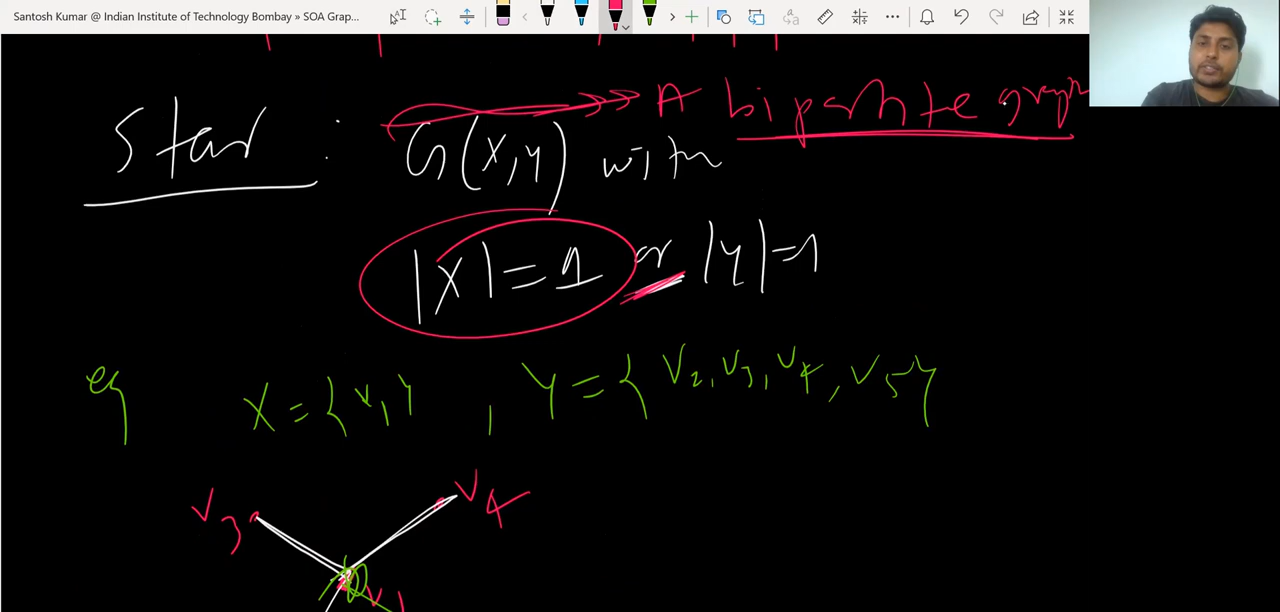 Santosh Kumar @ Indian Institute of Technology Bombay » SOA Grap...
A bipartite graph
Star : G(X,Y) with
|X|=1 or |Y|=1
eg X={v1} , Y={V2,V3,V4,V5}
V3 V4
V1